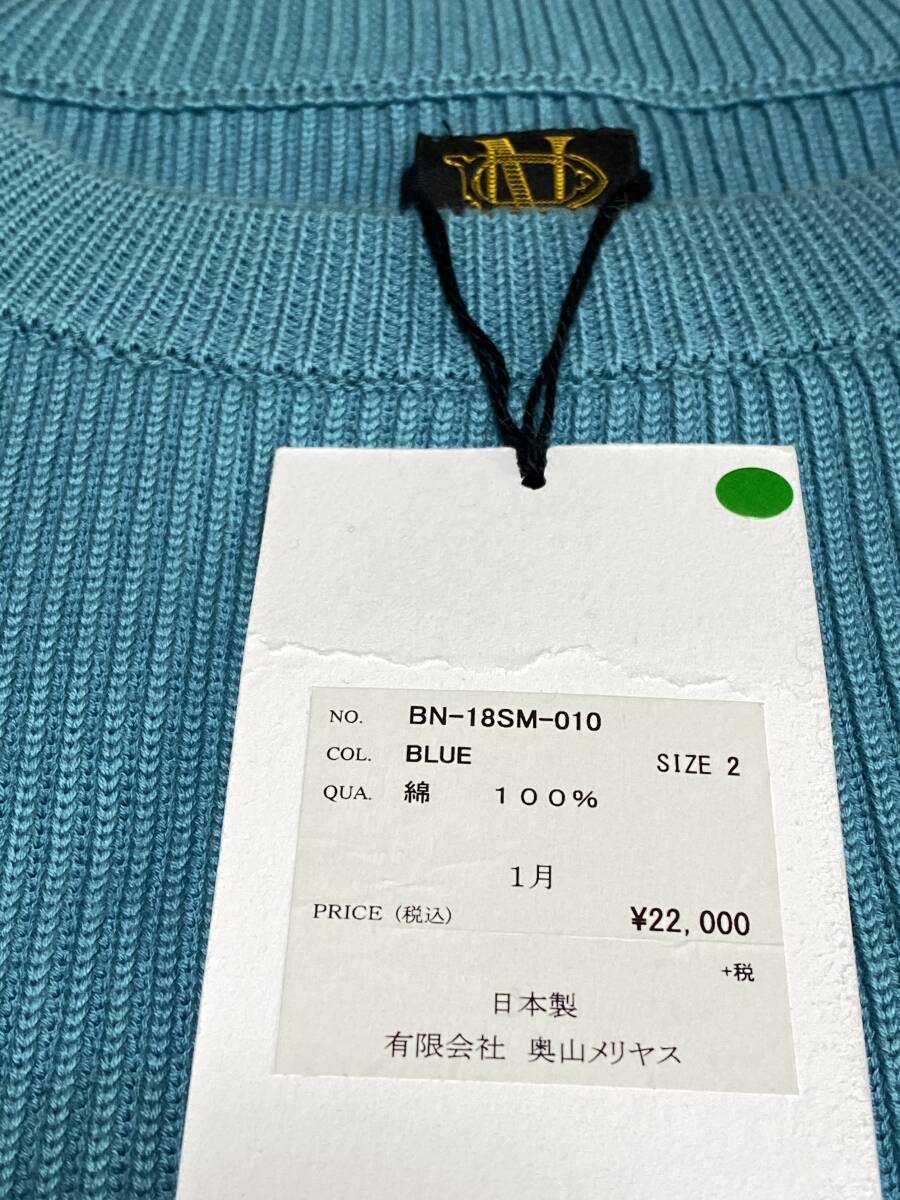 NO. BN-18SM-010
COL. BLUE SIZE 2
QUA. 綿 100%
1月
PRICE (税込) ¥22,000
+税
日本製
有限会社 奥山メリヤス